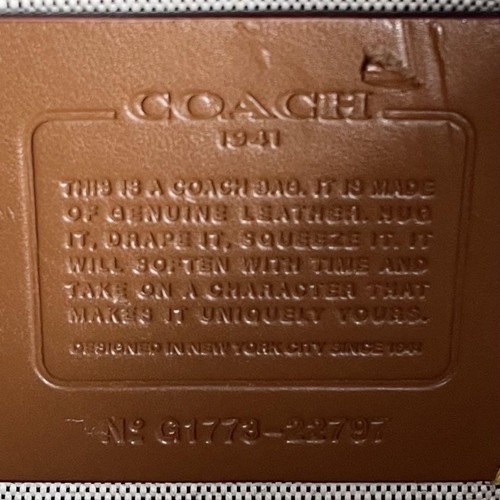 COACH
1941
THIS IS A COACH BAG. IT IS MADE
OF GENUINE LEATHER. HUG
IT, DRAPE IT, SQUEEZE IT. IT
WILL SOFTEN WITH TIME AND
TAKE ON A CHARACTER THAT
MAKES IT UNIQUELY YOURS.
DESIGNED IN NEW YORK CITY SINCE 1941
Nº G1773-22797